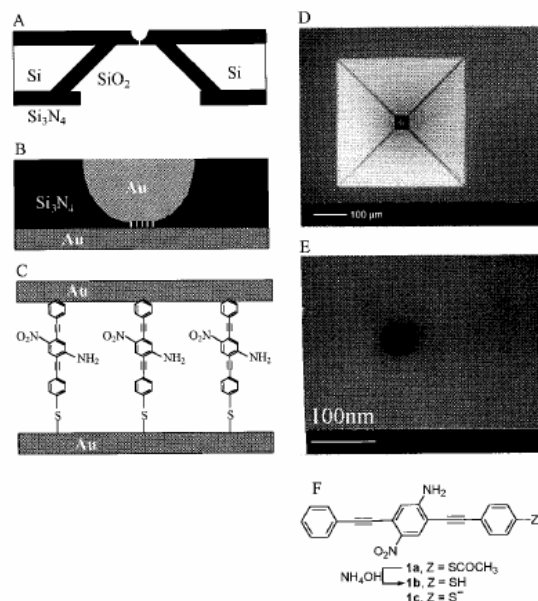 A
Si
SiO2
Si
Si3N4
B
Au
Si3N4
Au
C
Au
O2N
NH2
O2N
NH2
O2N
NH2
S
S
S
Au
D
100 µm
E
100nm
F
NH2
Z
O2N
1a, Z = SCOCH3
NH4OH
1b, Z = SH
1c, Z = S−